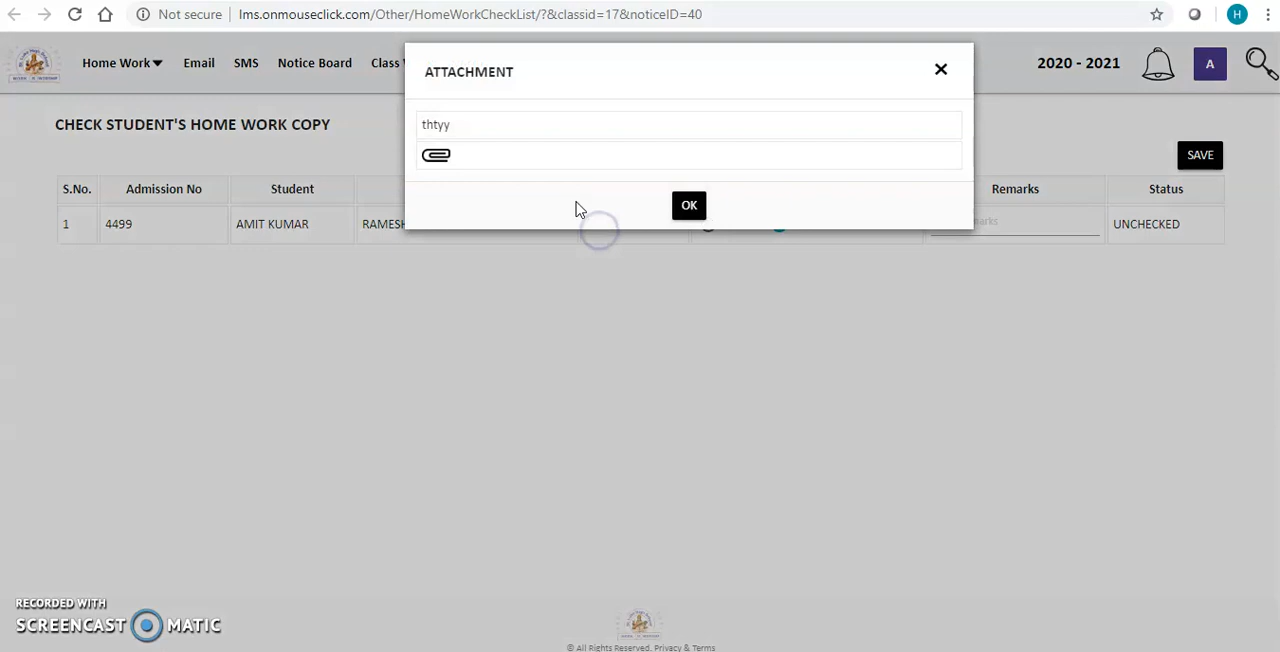 Not secure lms.onmouseclick.com/Other/HomeWorkCheckList/?&classid=17&noticeID=40 H
Home Work Email SMS Notice Board Class 2020 - 2021 A
ATTACHMENT
CHECK STUDENT'S HOME WORK COPY
thtyy
SAVE
S.No. Admission No Student Remarks Status
OK
1 4499 AMIT KUMAR RAMESH UNCHECKED
RECORDED WITH
SCREENCAST MATIC
© All Rights Reserved. Privacy & Terms